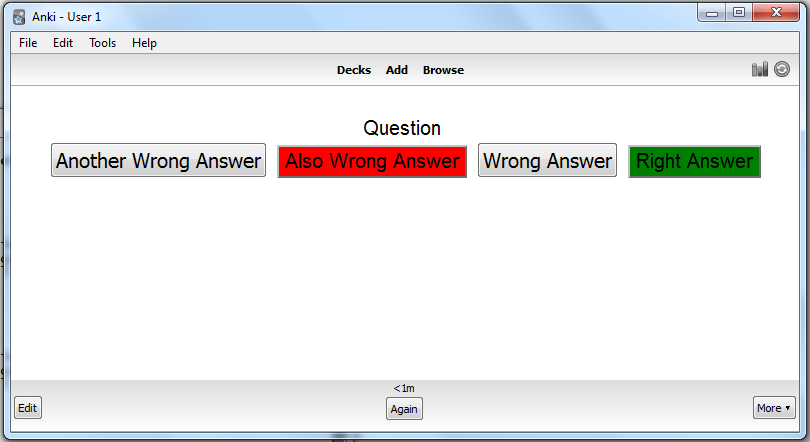 Anki - User 1
File Edit Tools Help
Decks Add Browse
Question
Another Wrong Answer Also Wrong Answer Wrong Answer Right Answer
<1m
Edit Again More